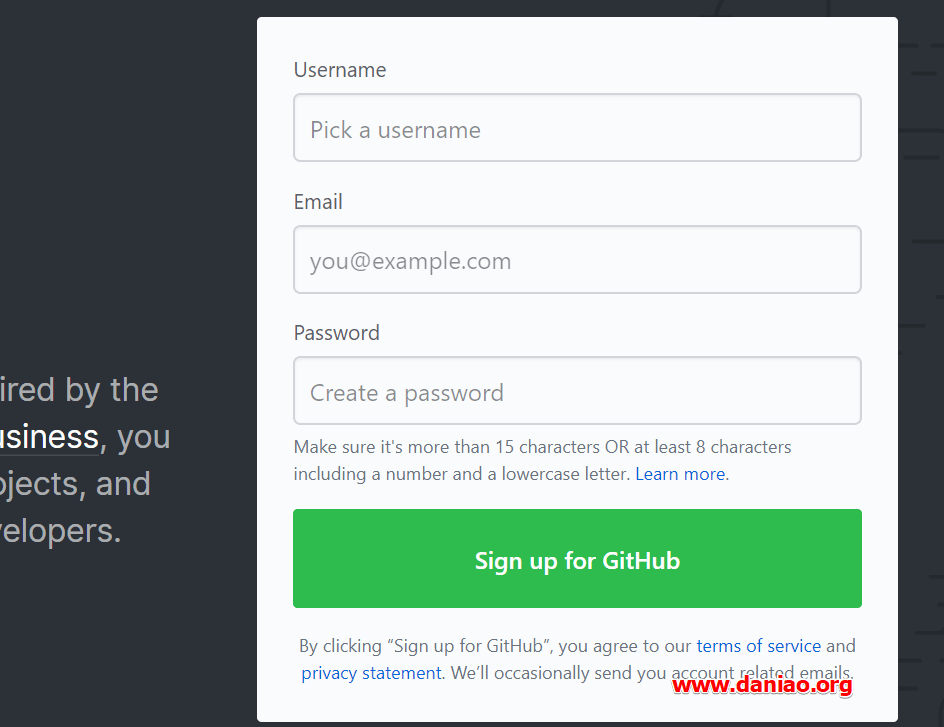 Username
Pick a username
Email
you@example.com
Password
Create a password
Make sure it's more than 15 characters OR at least 8 characters
including a number and a lowercase letter. Learn more.
Sign up for GitHub
By clicking “Sign up for GitHub”, you agree to our terms of service and
privacy statement. We’ll occasionally send you account related emails.
www.daniao.org
ired by the
usiness, you
ojects, and
velopers.